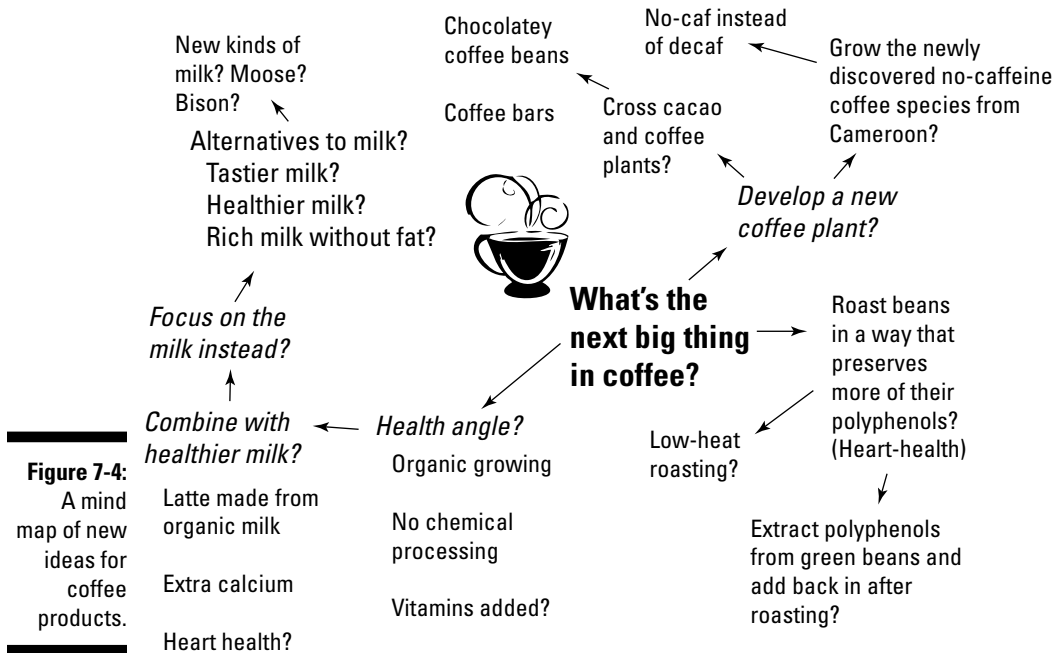 New kinds of
milk? Moose?
Bison?
Alternatives to milk?
Tastier milk?
Healthier milk?
Rich milk without fat?
Focus on the
milk instead?
Combine with
healthier milk?
Latte made from
organic milk
Extra calcium
Heart health?
Chocolatey
coffee beans
Coffee bars
Cross cacao
and coffee
plants?
No-caf instead
of decaf
Grow the newly
discovered no-caffeine
coffee species from
Cameroon?
Develop a new
coffee plant?
What's the
next big thing
in coffee?
Health angle?
Organic growing
No chemical
processing
Vitamins added?
Roast beans
in a way that
preserves
more of their
polyphenols?
(Heart-health)
Low-heat
roasting?
Extract polyphenols
from green beans and
add back in after
roasting?
Figure 7-4:
A mind
map of new
ideas for
coffee
products.